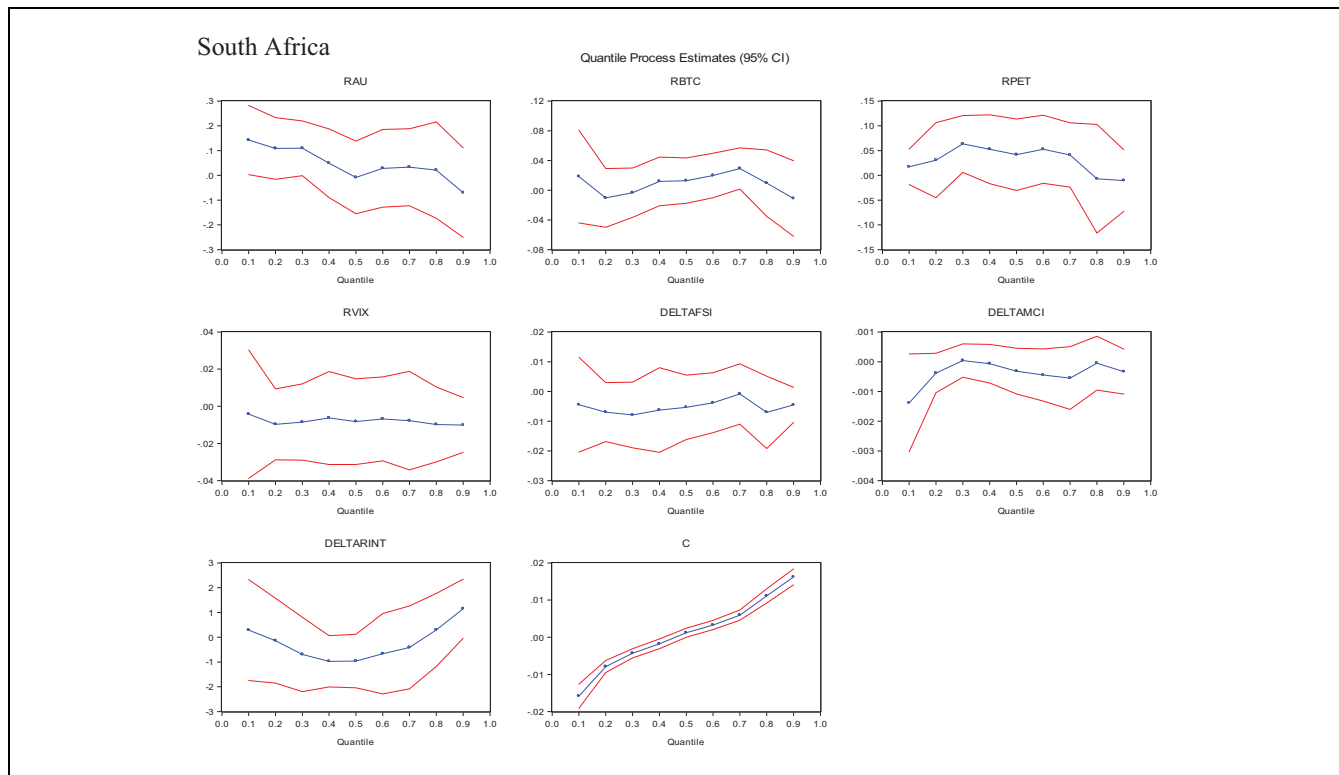 South Africa
Quantile Process Estimates (95% CI)
RAU
.3
.2
.1
.0
-.1
-.2
-.3
0.0 0.1 0.2 0.3 0.4 0.5 0.6 0.7 0.8 0.9 1.0
Quantile
RBTC
.12
.08
.04
.00
-.04
-.08
0.0 0.1 0.2 0.3 0.4 0.5 0.6 0.7 0.8 0.9 1.0
Quantile
RPET
.15
.10
.05
.00
-.05
-.10
-.15
0.0 0.1 0.2 0.3 0.4 0.5 0.6 0.7 0.8 0.9 1.0
Quantile
RVIX
.04
.02
.00
-.02
-.04
0.0 0.1 0.2 0.3 0.4 0.5 0.6 0.7 0.8 0.9 1.0
Quantile
DELTAFSI
.02
.01
.00
-.01
-.02
-.03
0.0 0.1 0.2 0.3 0.4 0.5 0.6 0.7 0.8 0.9 1.0
Quantile
DELTAMCI
.001
.000
-.001
-.002
-.003
-.004
0.0 0.1 0.2 0.3 0.4 0.5 0.6 0.7 0.8 0.9 1.0
Quantile
DELTARINT
3
2
1
0
-1
-2
-3
0.0 0.1 0.2 0.3 0.4 0.5 0.6 0.7 0.8 0.9 1.0
Quantile
C
.02
.01
.00
-.01
-.02
0.0 0.1 0.2 0.3 0.4 0.5 0.6 0.7 0.8 0.9 1.0
Quantile